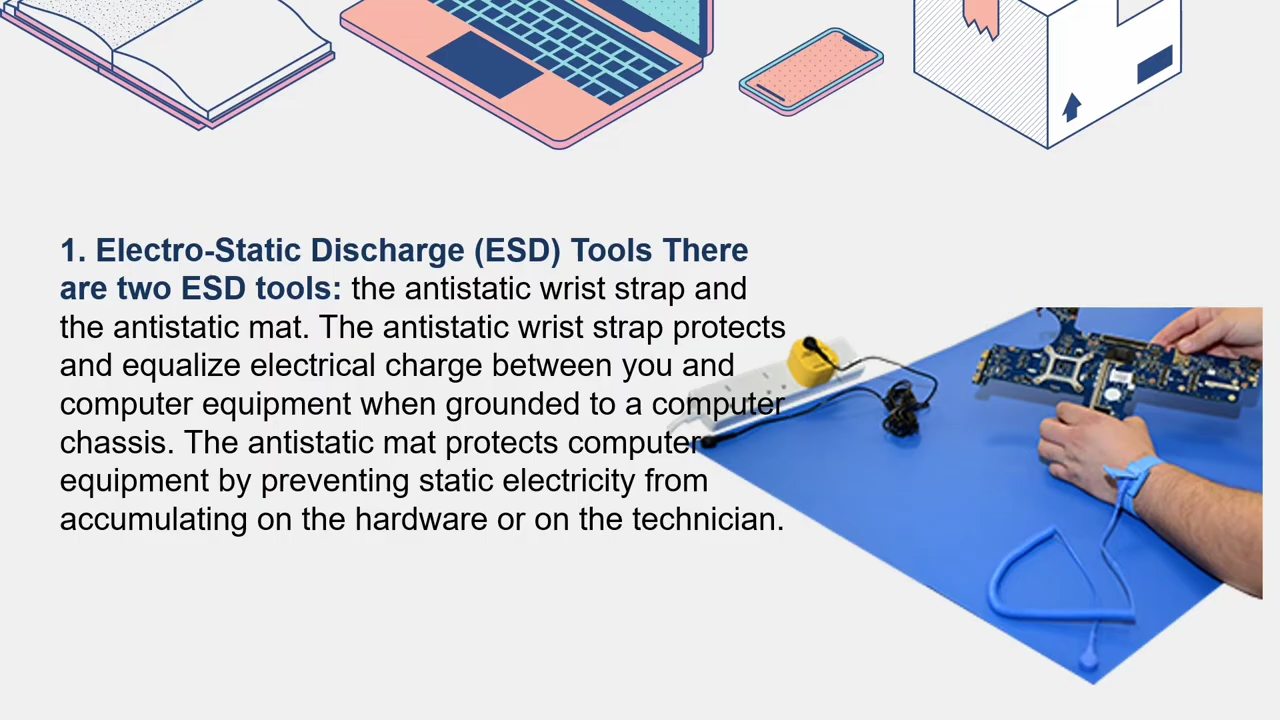 1. Electro-Static Discharge (ESD) Tools There
are two ESD tools: the antistatic wrist strap and
the antistatic mat. The antistatic wrist strap protects
and equalize electrical charge between you and
computer equipment when grounded to a computer
chassis. The antistatic mat protects computer
equipment by preventing static electricity from
accumulating on the hardware or on the technician.